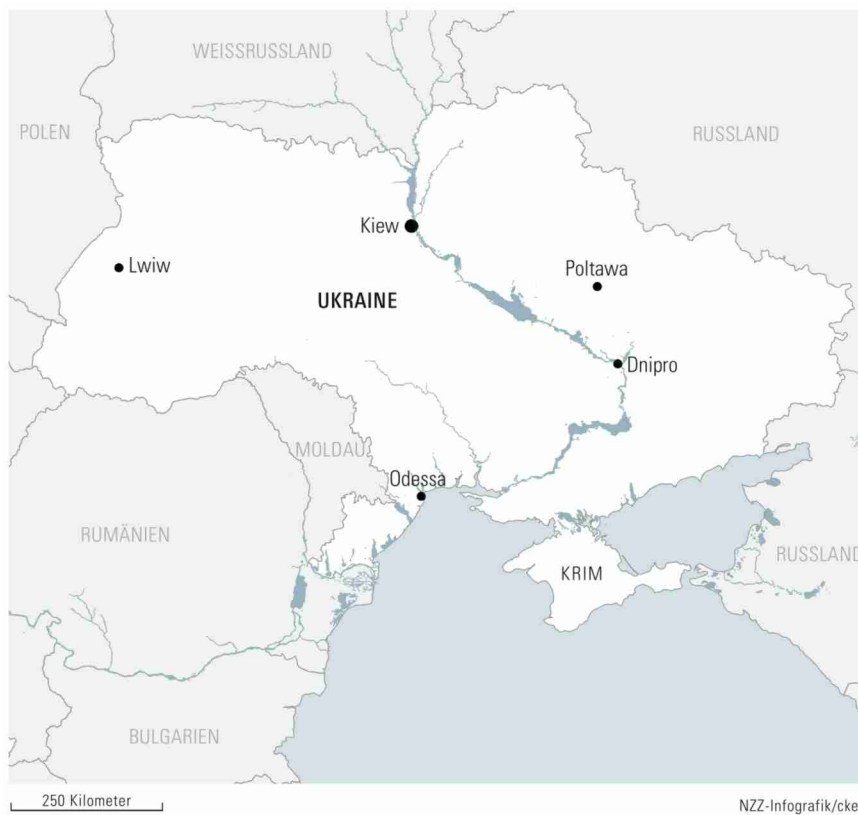 WEISSRUSSLAND
POLEN
RUSSLAND
Kiew
Lwiw
Poltawa
UKRAINE
Dnipro
MOLDAU
Odessa
RUMÄNIEN
RUSSLAND
KRIM
BULGARIEN
250 Kilometer
NZZ-Infografik/cke